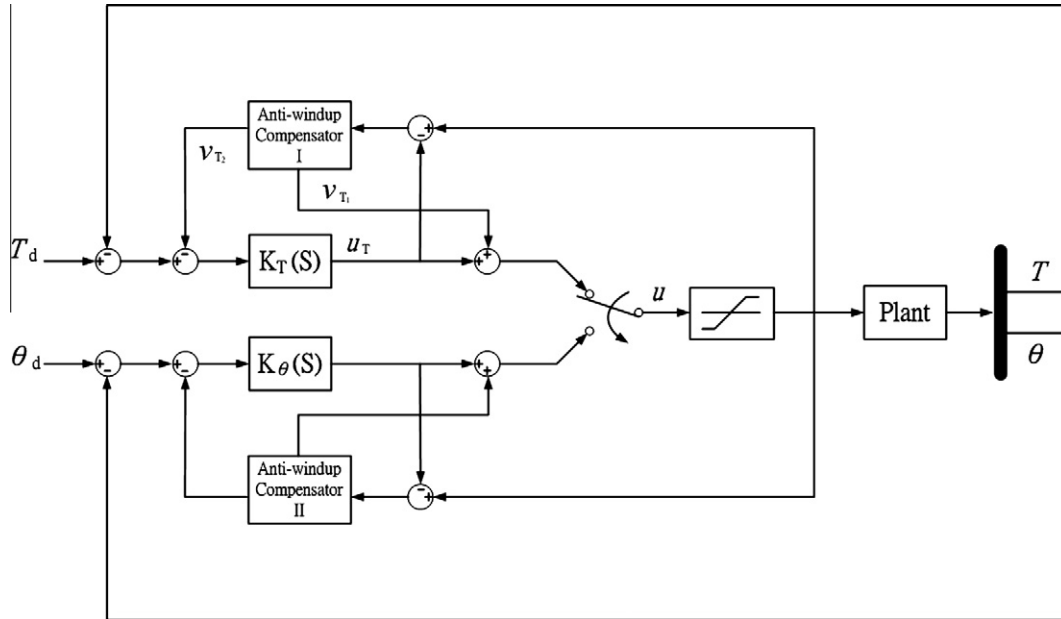 Anti-windup
Compensator
I
v_T₂
v_T₁
T_d
K_T(S)
u_T
u
Plant
T
θ
θ_d
K_θ(S)
Anti-windup
Compensator
II